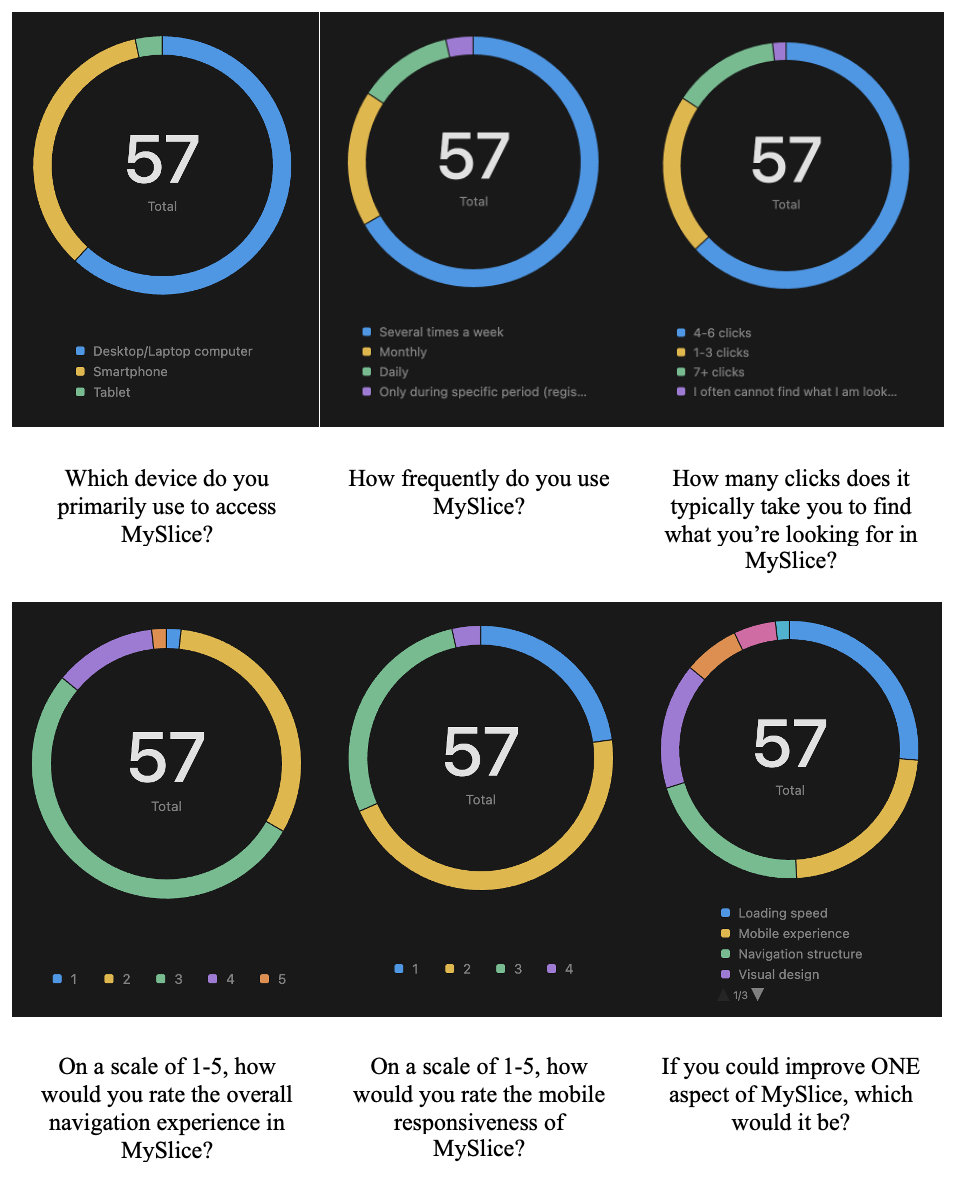 57
Total
Desktop/Laptop computer
Smartphone
Tablet
57
Total
Several times a week
Monthly
Daily
Only during specific period (regis...
57
Total
4-6 clicks
1-3 clicks
7+ clicks
I often cannot find what I am look...
Which device do you
primarily use to access
MySlice?
How frequently do you use
MySlice?
How many clicks does it
typically take you to find
what you’re looking for in
MySlice?
57
Total
1 2 3 4 5
57
Total
1 2 3 4
57
Total
Loading speed
Mobile experience
Navigation structure
Visual design
1/3
On a scale of 1-5, how
would you rate the overall
navigation experience in
MySlice?
On a scale of 1-5, how
would you rate the mobile
responsiveness of
MySlice?
If you could improve ONE
aspect of MySlice, which
would it be?